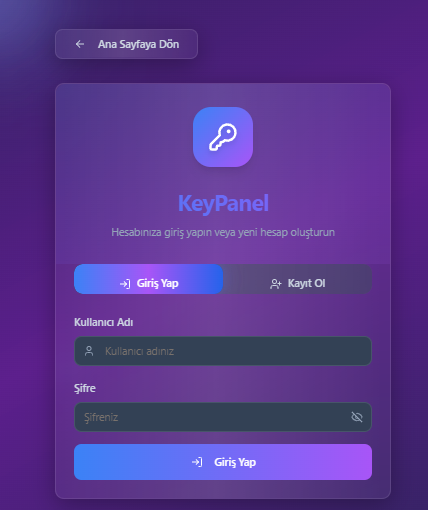 Ana Sayfaya Dön
KeyPanel
Hesabınıza giriş yapın veya yeni hesap oluşturun
Giriş Yap
Kayıt Ol
Kullanıcı Adı
Kullanıcı adınız
Şifre
Şifreniz
Giriş Yap